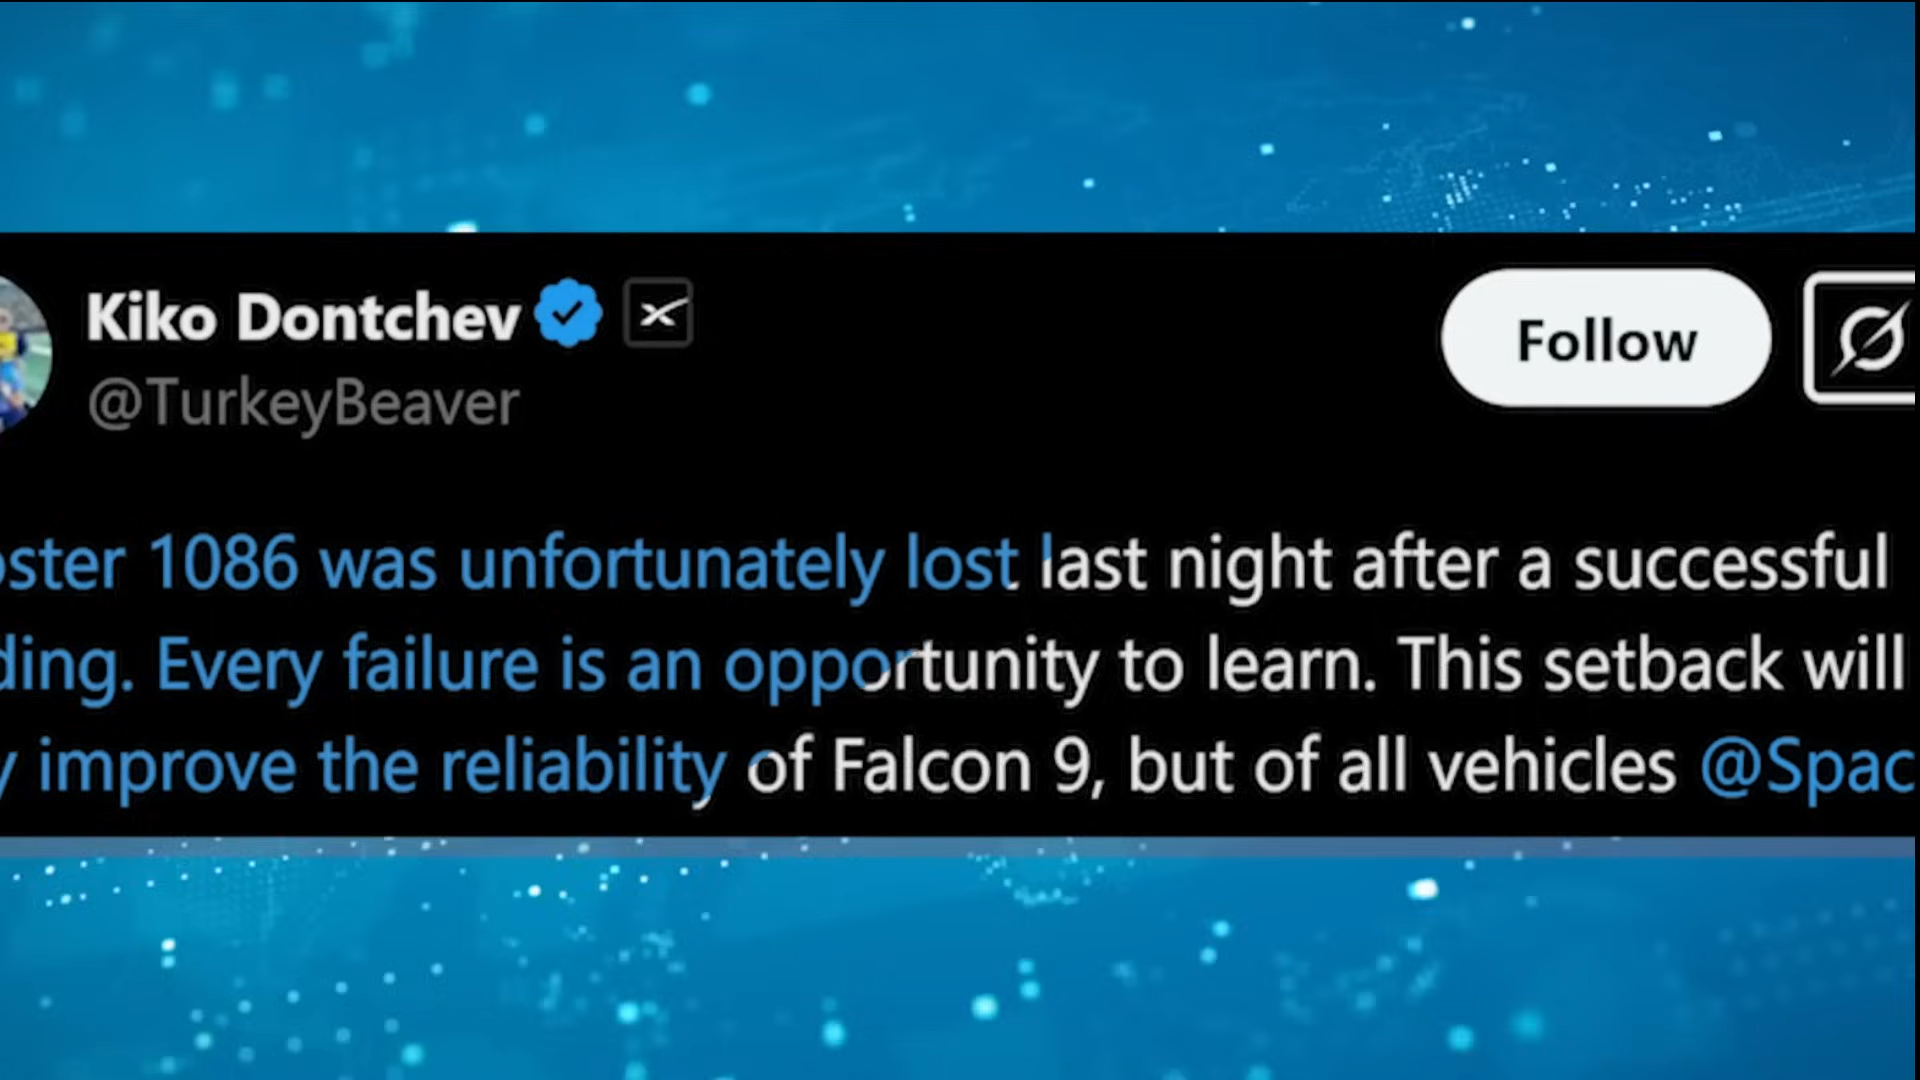 Kiko Dontchev
@TurkeyBeaver
Follow
oster 1086 was unfortunately lost last night after a successful
ding. Every failure is an opportunity to learn. This setback will
y improve the reliability of Falcon 9, but of all vehicles @Spac